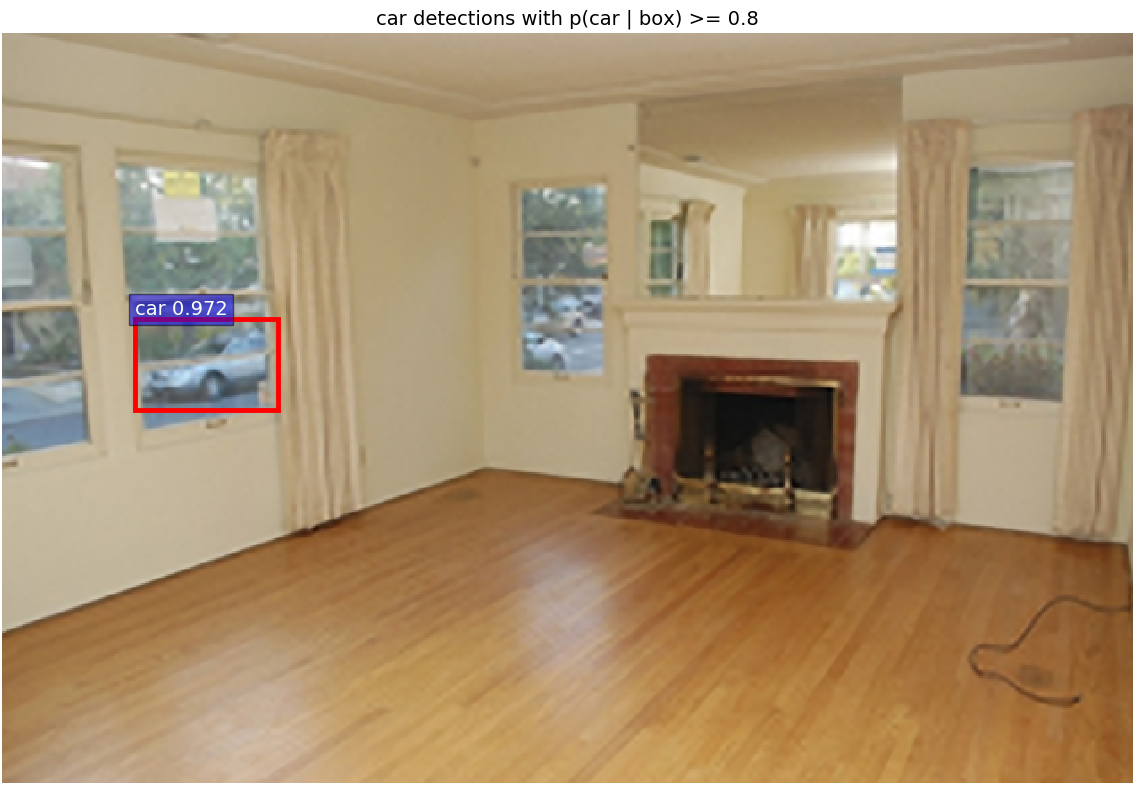 car detections with p(car | box) >= 0.8
car 0.972